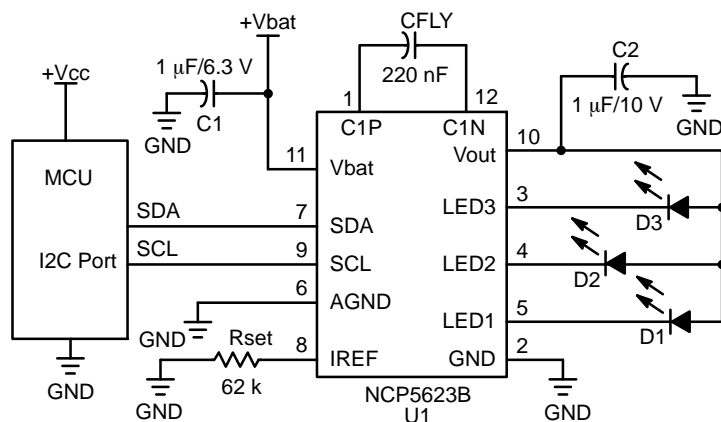 +Vbat
CFLY
C2
+Vcc
1 μF/6.3 V
220 nF
1 μF/10 V
1
12
GND
C1
C1P
C1N
10
GND
MCU
11
Vbat
Vout
SDA
7
SDA
LED3
3
D3
I2C Port
SCL
9
SCL
LED2
4
D2
6
AGND
LED1
5
D1
GND
Rset
8
IREF
GND
2
GND
62 k
NCP5623B
GND
U1
GND